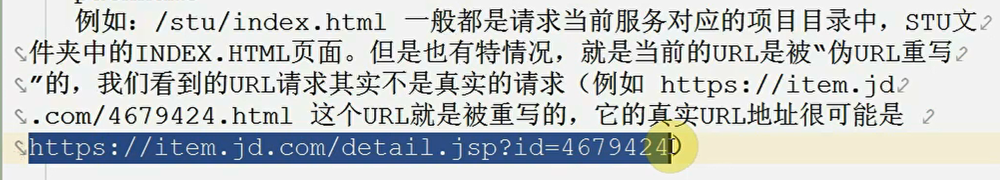 例如：/stu/index.html 一般都是请求当前服务对应的项目目录中，STU文
件夹中的INDEX.HTML页面。但是也有特情况，就是当前的URL是被“伪URL重写
”的，我们看到的URL请求其实不是真实的请求（例如 https://item.jd
.com/4679424.html 这个URL就是被重写的，它的真实URL地址很可能是
https://item.jd.com/detail.jsp?id=4679424）